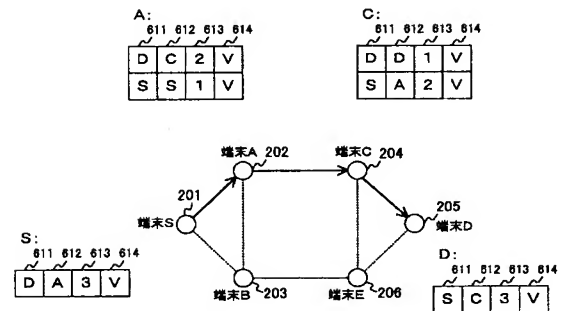 A:
611 612 613 614
D C 2 V
S S 1 V
C:
611 612 613 614
D D 1 V
S A 2 V
端末A 202
端末C 204
201
端末S
205
端末D
S:
611 612 613 614
D A 3 V
端末B 203
端末E 206
D:
611 612 613 614
S C 3 V